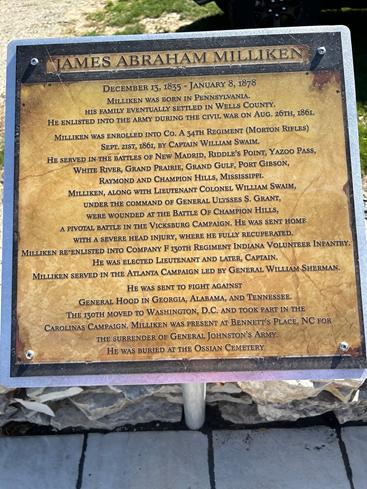 JAMES ABRAHAM MILLIKEN
DECEMBER 13, 1835 - JANUARY 8, 1878
MILLIKEN WAS BORN IN PENNSYLVANIA.
HIS FAMILY EVENTUALLY SETTLED IN WELLS COUNTY.
HE ENLISTED INTO THE ARMY DURING THE CIVIL WAR ON AUG. 26TH, 1861.
MILLIKEN WAS ENROLLED INTO CO. A 34TH REGIMENT (MORTON RIFLES)
SEPT. 21ST, 1861, BY CAPTAIN WILLIAM SWAIM.
HE SERVED IN THE BATTLES OF NEW MADRID, RIDDLE'S POINT, YAZOO PASS,
WHITE RIVER, GRAND PRAIRIE, GRAND GULF, PORT GIBSON,
RAYMOND AND CHAMPION HILLS, MISSISSIPPI.
MILLIKEN, ALONG WITH LIEUTENANT COLONEL WILLIAM SWAIM,
UNDER THE COMMAND OF GENERAL ULYSSES S. GRANT,
WERE WOUNDED AT THE BATTLE OF CHAMPION HILLS,
A PIVOTAL BATTLE IN THE VICKSBURG CAMPAIGN. HE WAS SENT HOME
WITH A SEVERE HEAD INJURY, WHERE HE FULLY RECUPERATED.
MILLIKEN RE-ENLISTED INTO COMPANY F 130TH REGIMENT INDIANA VOLUNTEER INFANTRY.
HE WAS ELECTED LIEUTENANT AND LATER, CAPTAIN.
MILLIKEN SERVED IN THE ATLANTA CAMPAIGN LED BY GENERAL WILLIAM SHERMAN.
HE WAS SENT TO FIGHT AGAINST
GENERAL HOOD IN GEORGIA, ALABAMA, AND TENNESSEE.
THE 130TH MOVED TO WASHINGTON, D.C. AND TOOK PART IN THE
CAROLINAS CAMPAIGN. MILLIKEN WAS PRESENT AT BENNETT'S PLACE, NC FOR
THE SURRENDER OF GENERAL JOHNSTON'S ARMY.
HE WAS BURIED AT THE OSSIAN CEMETERY